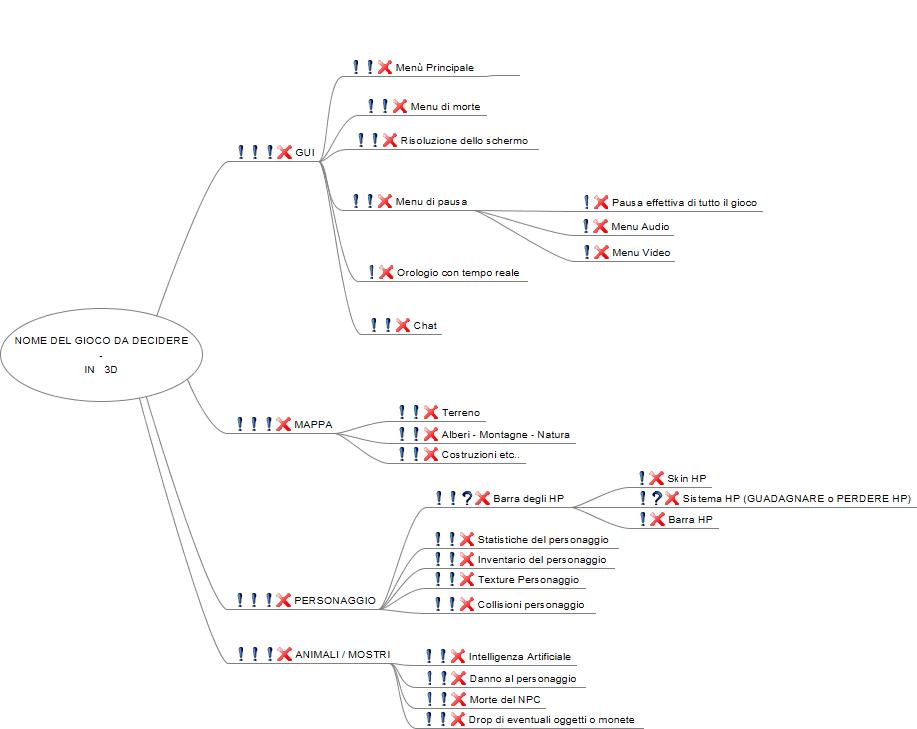 NOME DEL GIOCO DA DECIDERE
-
IN 3D
GUI
Menù Principale
Menu di morte
Risoluzione dello schermo
Menu di pausa
Pausa effettiva di tutto il gioco
Menu Audio
Menu Video
Orologio con tempo reale
Chat
MAPPA
Terreno
Alberi - Montagne - Natura
Costruzioni etc..
PERSONAGGIO
Barra degli HP
Skin HP
Sistema HP (GUADAGNARE o PERDERE HP)
Barra HP
Statistiche del personaggio
Inventario del personaggio
Texture Personaggio
Collisioni personaggio
ANIMALI / MOSTRI
Intelligenza Artificiale
Danno al personaggio
Morte del NPC
Drop di eventuali oggetti o monete